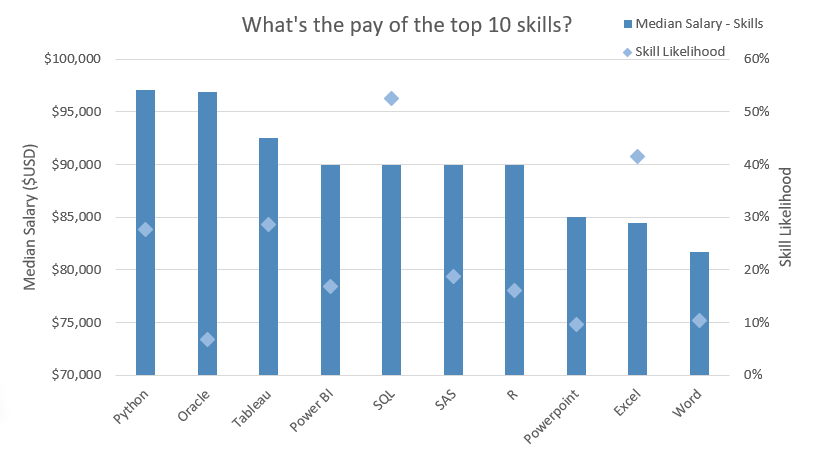 What's the pay of the top 10 skills?
Median Salary - Skills
Skill Likelihood
$100,000
$95,000
$90,000
$85,000
$80,000
$75,000
$70,000
Median Salary ($USD)
60%
50%
40%
30%
20%
10%
0%
Skill Likelihood
Python
Oracle
Tableau
Power BI
SQL
SAS
R
Powerpoint
Excel
Word